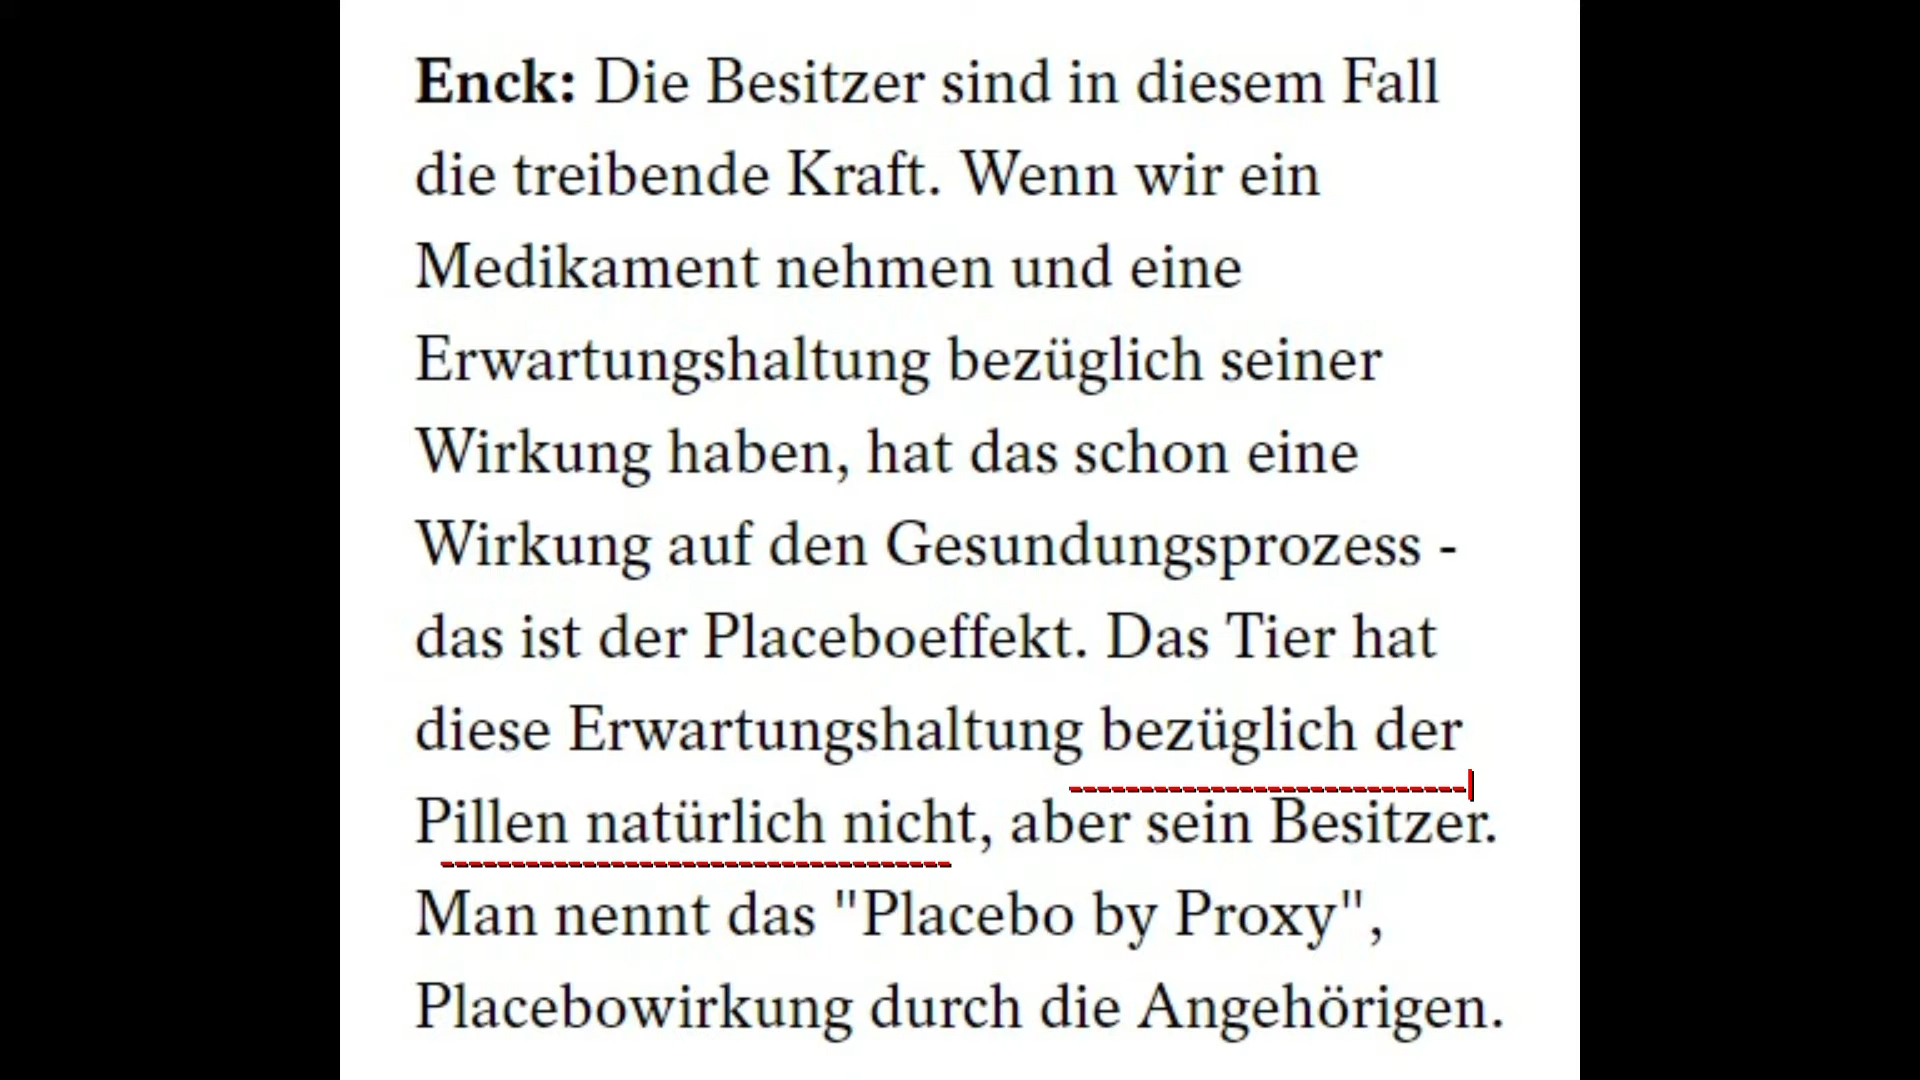 Enck: Die Besitzer sind in diesem Fall
die treibende Kraft. Wenn wir ein
Medikament nehmen und eine
Erwartungshaltung bezüglich seiner
Wirkung haben, hat das schon eine
Wirkung auf den Gesundungsprozess -
das ist der Placeboeffekt. Das Tier hat
diese Erwartungshaltung bezüglich der
Pillen natürlich nicht, aber sein Besitzer.
Man nennt das "Placebo by Proxy",
Placebowirkung durch die Angehörigen.